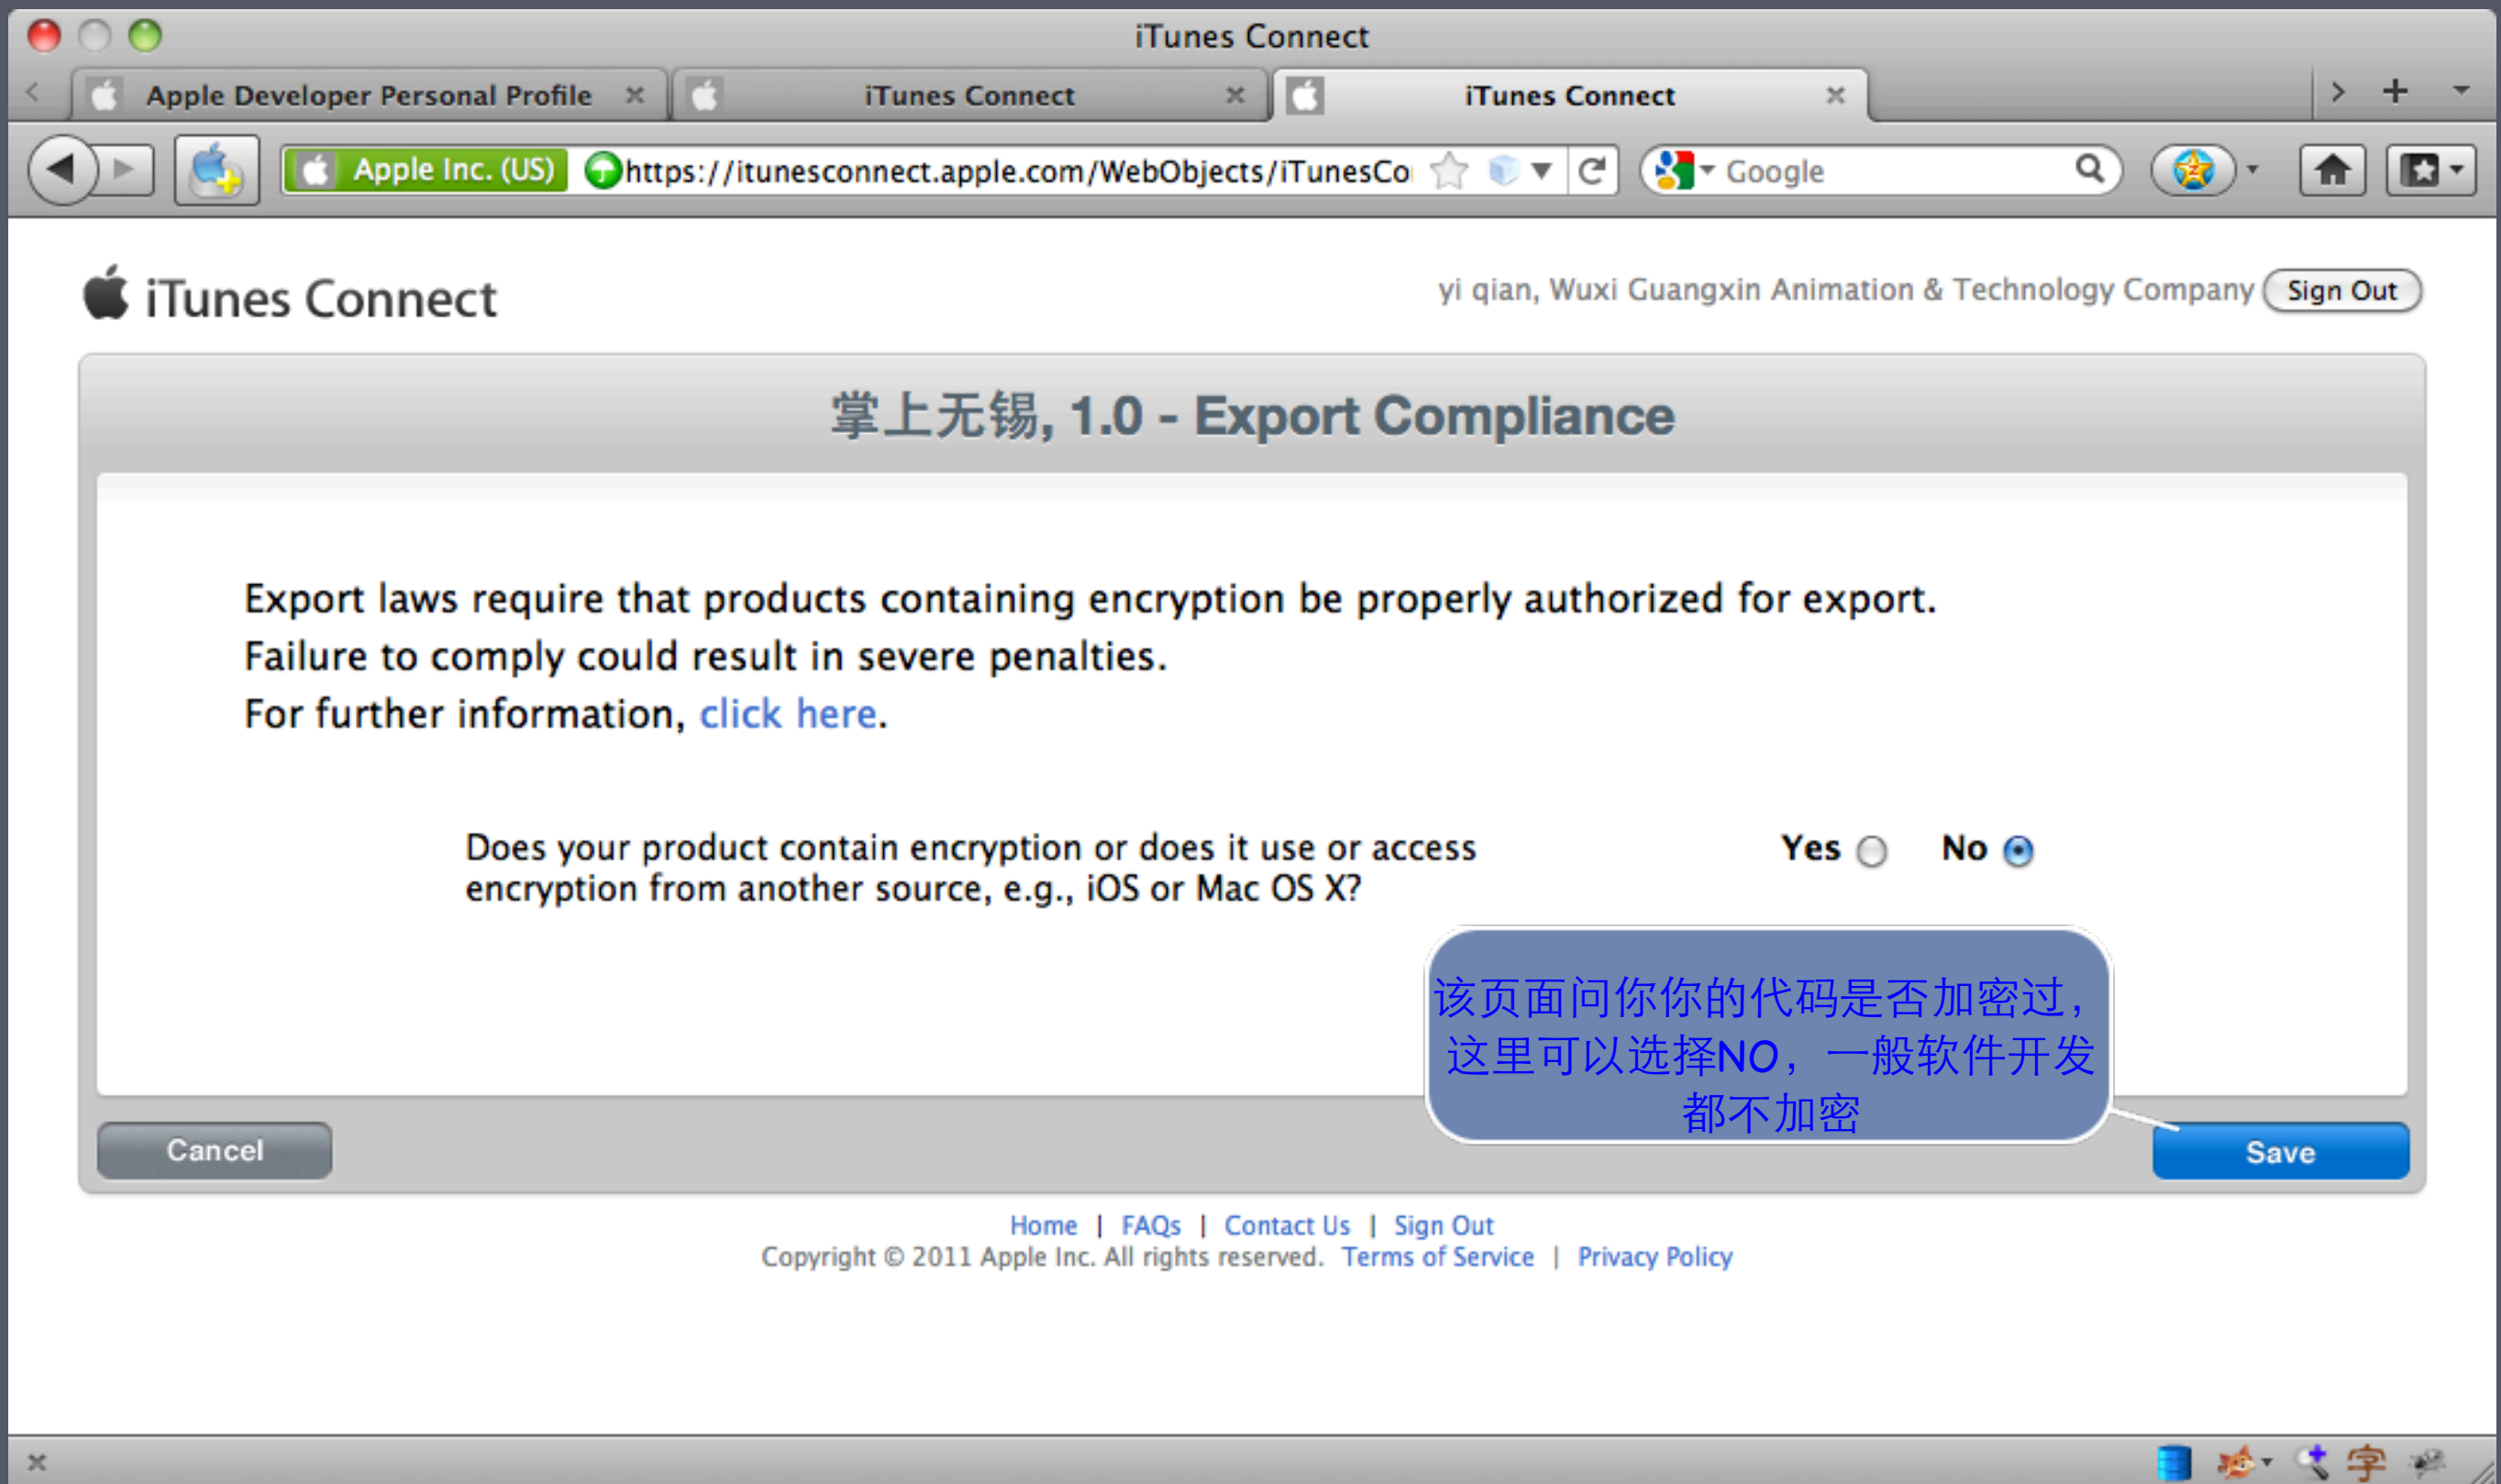 iTunes Connect
Apple Developer Personal Profile
iTunes Connect
iTunes Connect
Apple Inc. (US)
https://itunesconnect.apple.com/WebObjects/iTunesCo
Google
iTunes Connect
yi qian, Wuxi Guangxin Animation & Technology Company
Sign Out
掌上无锡, 1.0 - Export Compliance
Export laws require that products containing encryption be properly authorized for export.
Failure to comply could result in severe penalties.
For further information, click here.
Does your product contain encryption or does it use or access
encryption from another source, e.g., iOS or Mac OS X?
Yes No
该页面问你你的代码是否加密过，
这里可以选择NO，一般软件开发
都不加密
Cancel
Save
Home | FAQs | Contact Us | Sign Out
Copyright © 2011 Apple Inc. All rights reserved. Terms of Service | Privacy Policy
字